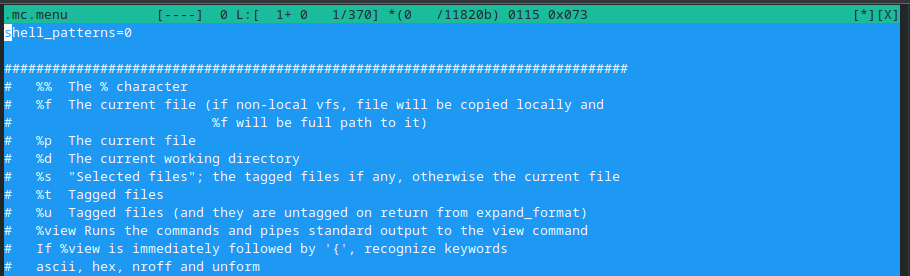 .mc.menu [----] 0 L:[ 1+ 0 1/370] *(0 /11820b) 0115 0x073 [*][X]
shell_patterns=0
##############################################################################
# %% The % character
# %f The current file (if non-local vfs, file will be copied locally and
# %f will be full path to it)
# %p The current file
# %d The current working directory
# %s "Selected files"; the tagged files if any, otherwise the current file
# %t Tagged files
# %u Tagged files (and they are untagged on return from expand_format)
# %view Runs the commands and pipes standard output to the view command
# If %view is immediately followed by '{', recognize keywords
# ascii, hex, nroff and unform